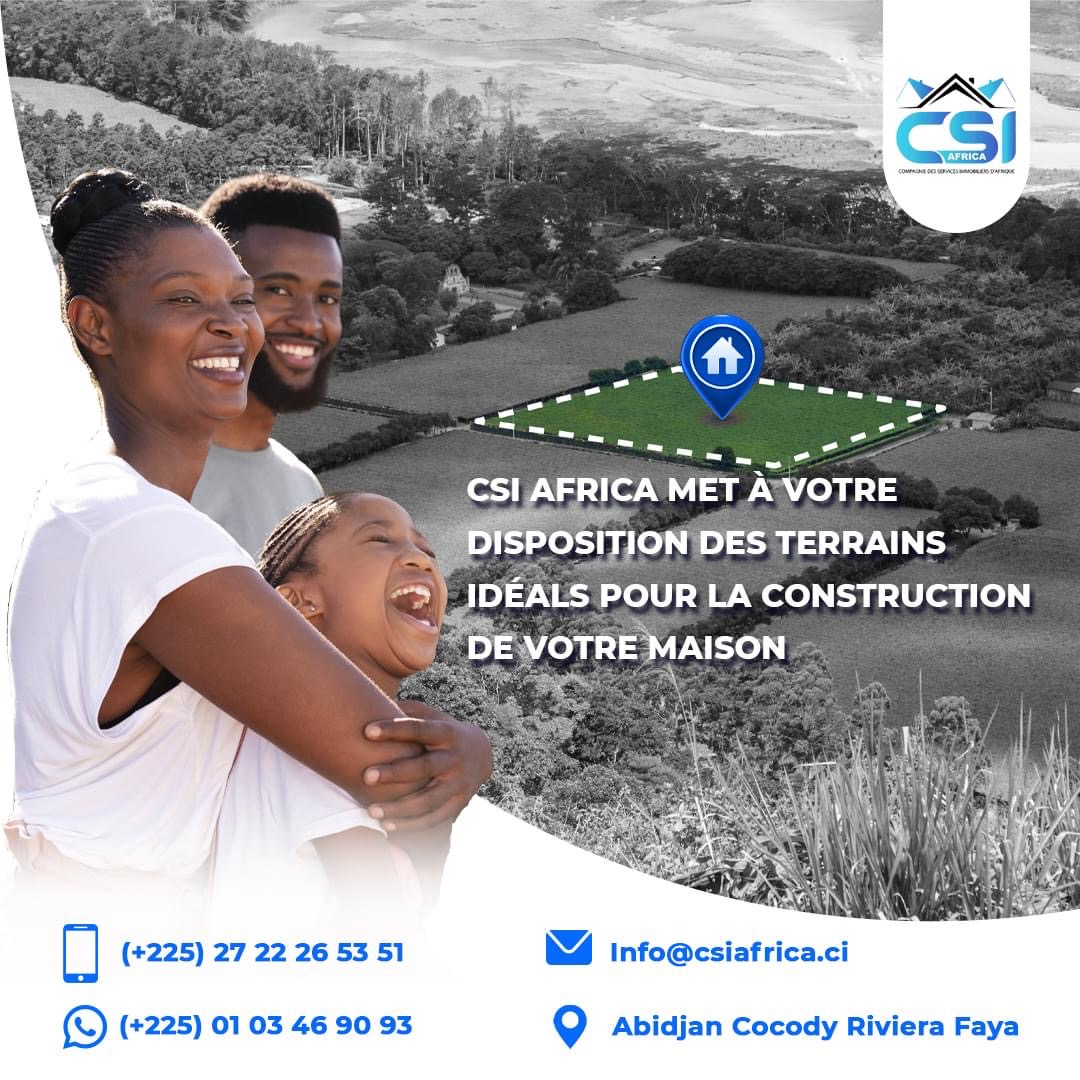 CSI
AFRICA
COMPAGNIE DES SERVICES IMMOBILIERS D'AFRIQUE
CSI AFRICA MET À VOTRE
DISPOSITION DES TERRAINS
IDÉALS POUR LA CONSTRUCTION
DE VOTRE MAISON
(+225) 27 22 26 53 51
Info@csiafrica.ci
(+225) 01 03 46 90 93
Abidjan Cocody Riviera Faya